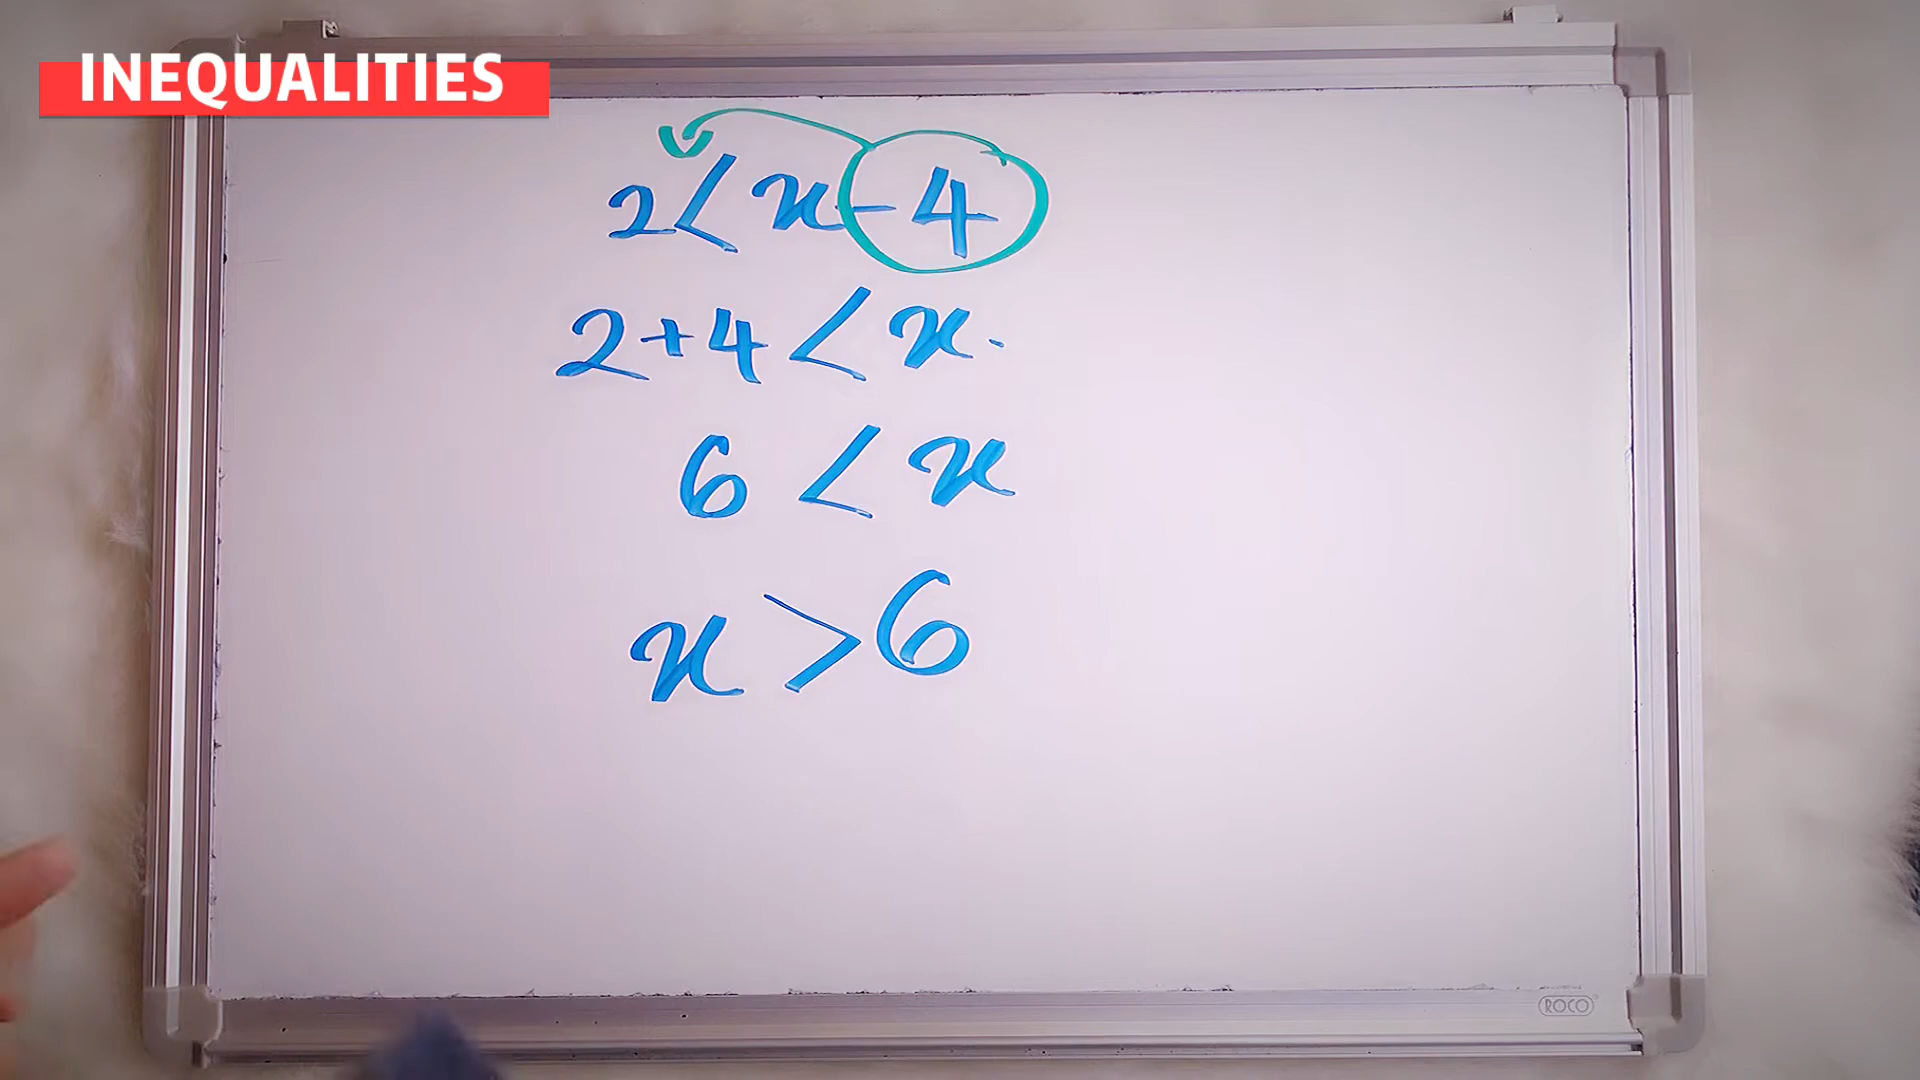 INEQUALITIES
2 < x - 4
2 + 4 < x.
6 < x
x > 6
ROCO